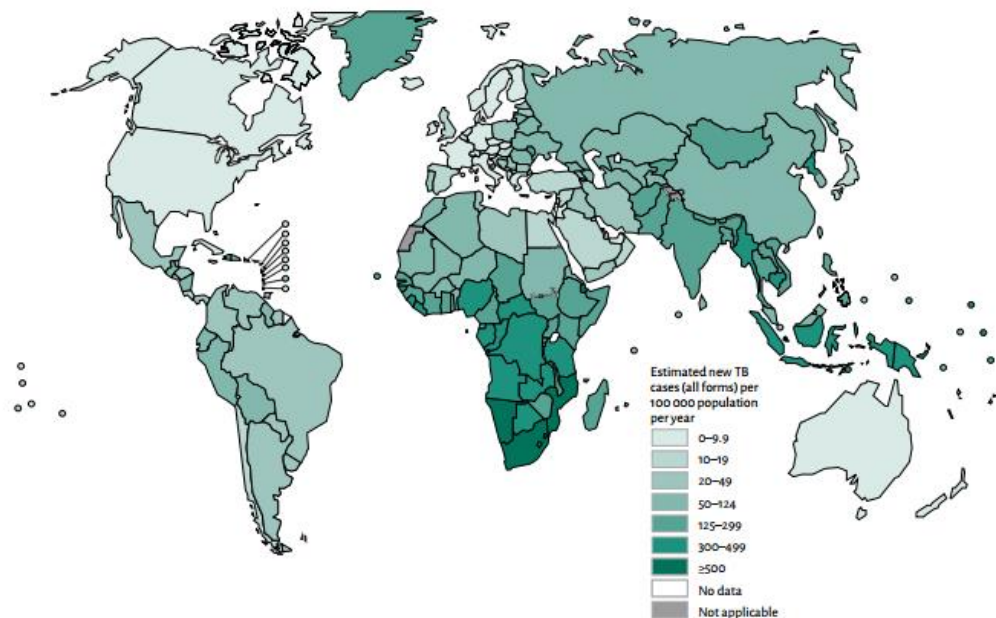 Estimated new TB
cases (all forms) per
100 000 population
per year
0–9.9
10–19
20–49
50–124
125–299
300–499
≥500
No data
Not applicable